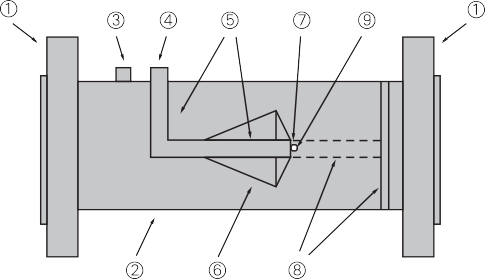 ① ③ ④ ⑤ ⑦ ⑨ ①
② ⑥ ⑧